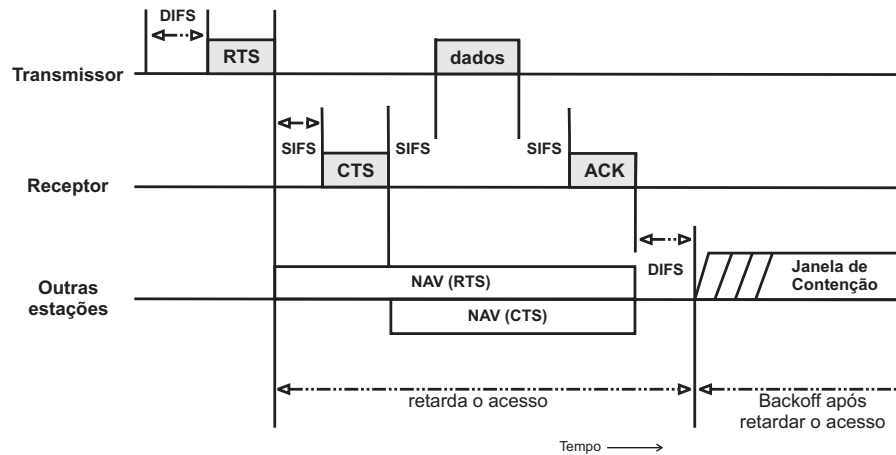 DIFS
RTS
dados
Transmissor
SIFS
SIFS
SIFS
CTS
ACK
Receptor
DIFS
NAV (RTS)
Janela de
Contenção
Outras
estações
NAV (CTS)
retarda o acesso
Backoff após
retardar o acesso
Tempo